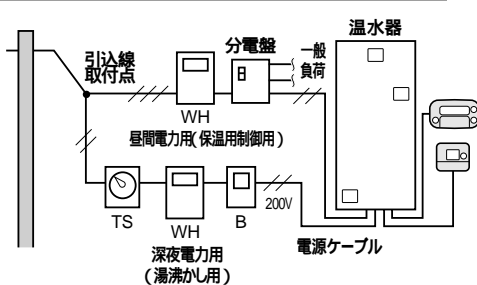 温水器
引込線
取付点
分電盤
一般
負荷
WH
昼間電力用(保温用制御用)
TS
WH
B
200V
深夜電力用
(湯沸かし用)
電源ケーブル